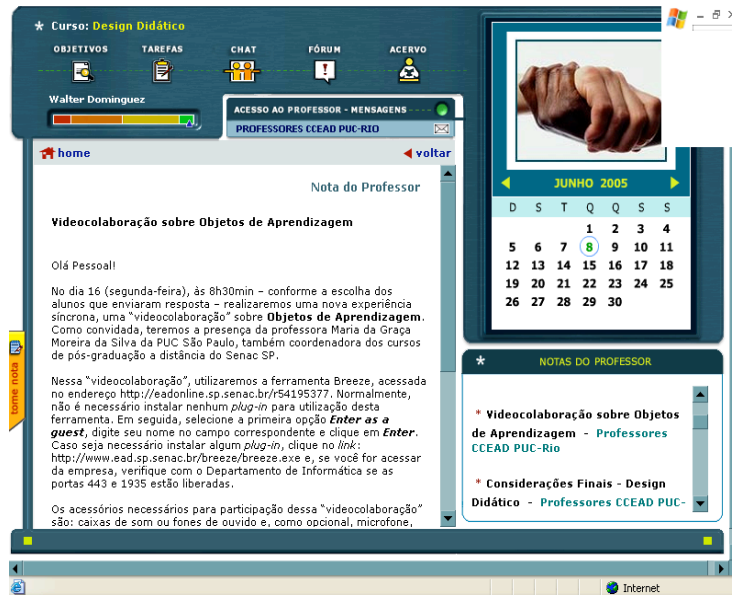 * Curso: Design Didático
OBJETIVOS TAREFAS CHAT FÓRUM ACERVO
Walter Dominguez
ACESSO AO PROFESSOR - MENSAGENS
PROFESSORES CCEAD PUC-RIO
home
voltar
Nota do Professor
Videocolaboração sobre Objetos de Aprendizagem
Olá Pessoal!
No dia 16 (segunda-feira), às 8h30min – conforme a escolha dos
alunos que enviaram resposta – realizaremos uma nova experiência
síncrona, uma "videocolaboração" sobre Objetos de Aprendizagem.
Como convidada, teremos a presença da professora Maria da Graça
Moreira da Silva da PUC São Paulo, também coordenadora dos cursos
de pós-graduação a distância do Senac SP.
Nessa "videocolaboração", utilizaremos a ferramenta Breeze, acessada
no endereço http://eadonline.sp.senac.br/r54195377. Normalmente,
não é necessário instalar nenhum plug-in para utilização desta
ferramenta. Em seguida, selecione a primeira opção Enter as a
guest, digite seu nome no campo correspondente e clique em Enter.
Caso seja necessário instalar algum plug-in, clique no link:
http://www.ead.sp.senac.br/breeze/breeze.exe e, se você for acessar
da empresa, verifique com o Departamento de Informática se as
portas 443 e 1935 estão liberadas.
Os acessórios necessários para participação dessa "videocolaboração"
são: caixas de som ou fones de ouvido e, como opcional, microfone,
tome nota
JUNHO 2005
D S T Q Q S S
1 2 3 4
5 6 7 8 9 10 11
12 13 14 15 16 17 18
19 20 21 22 23 24 25
26 27 28 29 30
* NOTAS DO PROFESSOR
* Videocolaboração sobre Objetos
de Aprendizagem - Professores
CCEAD PUC-Rio
* Considerações Finais - Design
Didático - Professores CCEAD PUC-
Internet